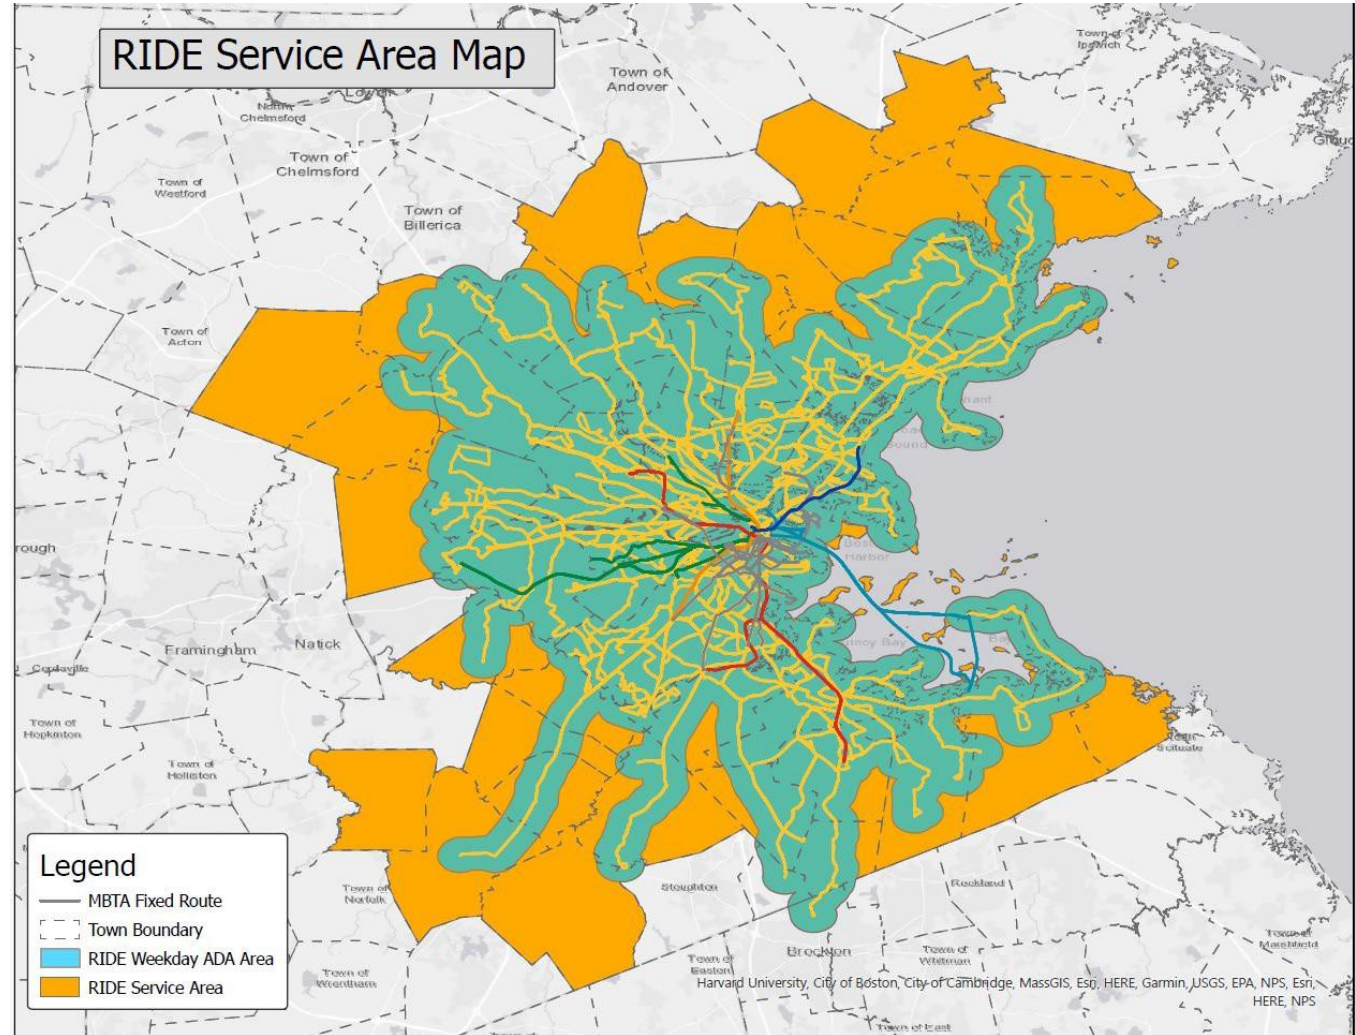 RIDE Service Area Map
Town of
Ipswich
Town of
Andover
North
Chelmsford
Town of
Chelmsford
Town of
Westford
Town of
Billerica
Town of
Acton
Harbor
Quincy Bay
Framingham
Natick
Cordaville
Town of
Hopkinton
Town of
Holliston
Scituate
Legend
MBTA Fixed Route
Town Boundary
RIDE Weekday ADA Area
RIDE Service Area
Town of
Norfolk
Stoughton
Rockland
Town of
Wrentham
Brockton
Town of
Easton
Town of
Whitman
Town of
Marshfield
Harvard University, City of Boston, City of Cambridge, MassGIS, Esri, HERE, Garmin, USGS, EPA, NPS, Esri,
HERE, NPS
Town of East